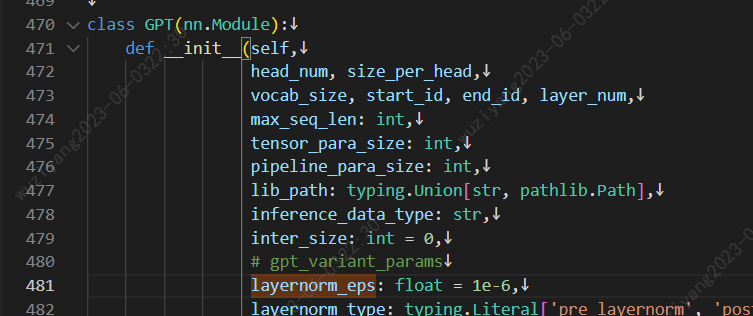 469
470 class GPT(nn.Module):↓
471 def __init__(self,↓
472 head_num, size_per_head,↓
473 vocab_size, start_id, end_id, layer_num,↓
474 max_seq_len: int,↓
475 tensor_para_size: int,↓
476 pipeline_para_size: int,↓
477 lib_path: typing.Union[str, pathlib.Path],↓
478 inference_data_type: str,↓
479 inter_size: int = 0,↓
480 # gpt_variant_params↓
481 layernorm_eps: float = 1e-6,↓
482 layernorm_type: typing.Literal['pre_layernorm',